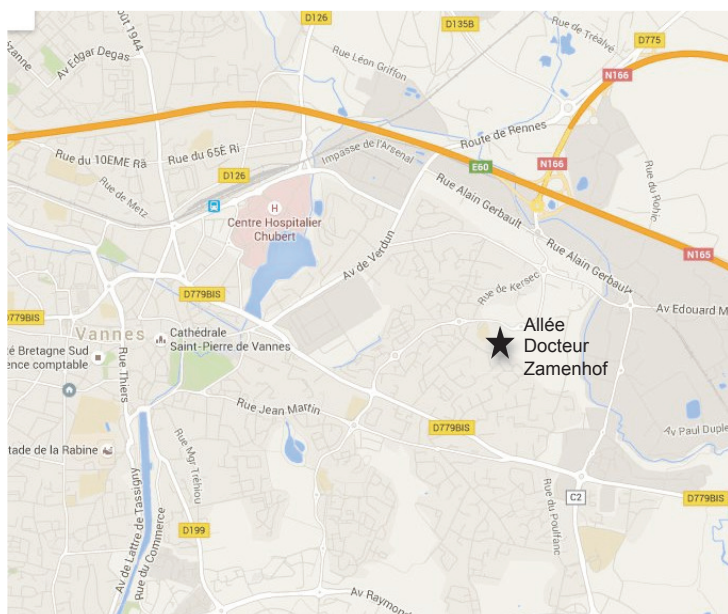 D126
D135B
Rue de Tréalvé
D775
Août 1944
Av Edgar Degas
Rue Léon Griffon
N166
Route de Rennes
Rue du 10EME Ra
Rue du 65E Ri
Impasse de l'Arsenal
E60
N166
Rue du Rohic
D126
Rue de Metz
H
Centre Hospitalier
Chubert
Rue Alain Gerbault
Rue Alain Gerbault
N165
Av de Verdun
D779BIS
Rue de Kersec
Av Edouard M
D779BIS
Vannes
Cathédrale
Saint-Pierre de Vannes
Allée
Docteur
Zamenhof
Bretagne Sud
comptable
Rue Thiers
Rue Jean Martin
D779BIS
Av Paul Duple
tade de la Rabine
Rue Mgr Tréhiou
C2
D779BIS
Rue du Poulfanc
Av de Lattre de Tassigny
Rue du Commerce
D199
Av Raymond